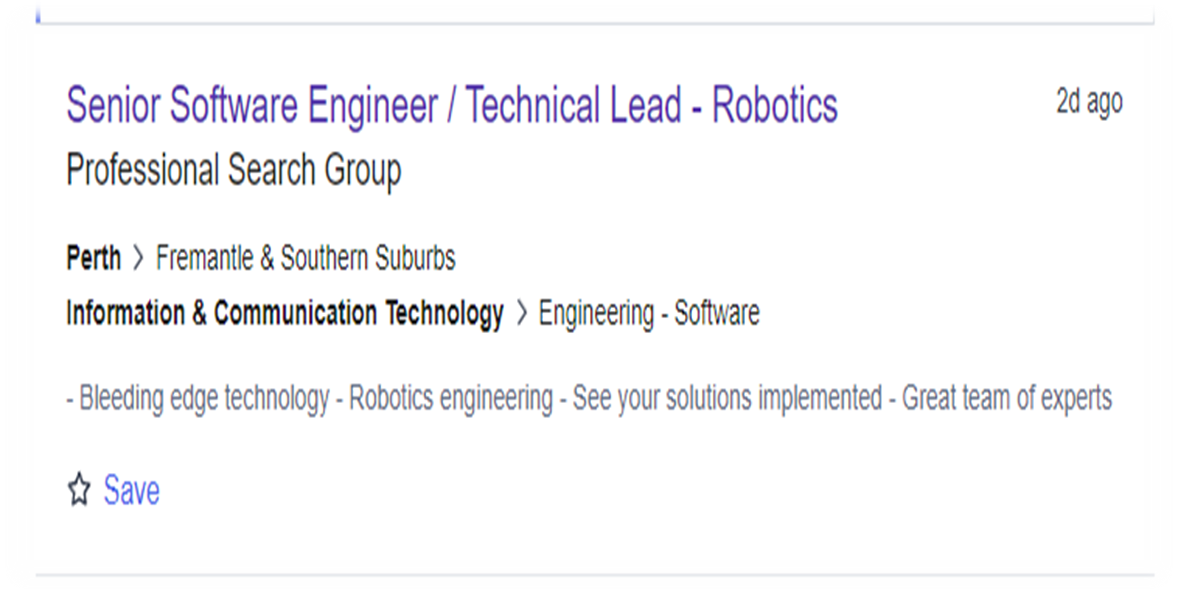 Senior Software Engineer / Technical Lead - Robotics
2d ago
Professional Search Group
Perth > Fremantle & Southern Suburbs
Information & Communication Technology > Engineering - Software
- Bleeding edge technology - Robotics engineering - See your solutions implemented - Great team of experts
Save